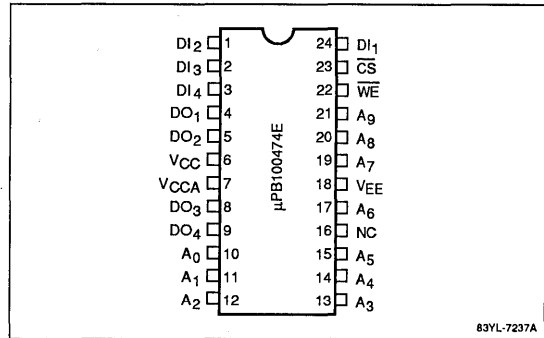 DI2 1 24 DI1
DI3 2 23 CS
DI4 3 22 WE
DO1 4 21 A9
DO2 5 20 A8
VCC 6 19 A7
VCCA 7 18 VEE
DO3 8 17 A6
DO4 9 16 NC
A0 10 15 A5
A1 11 14 A4
A2 12 13 A3
μPB100474E
83YL-7237A